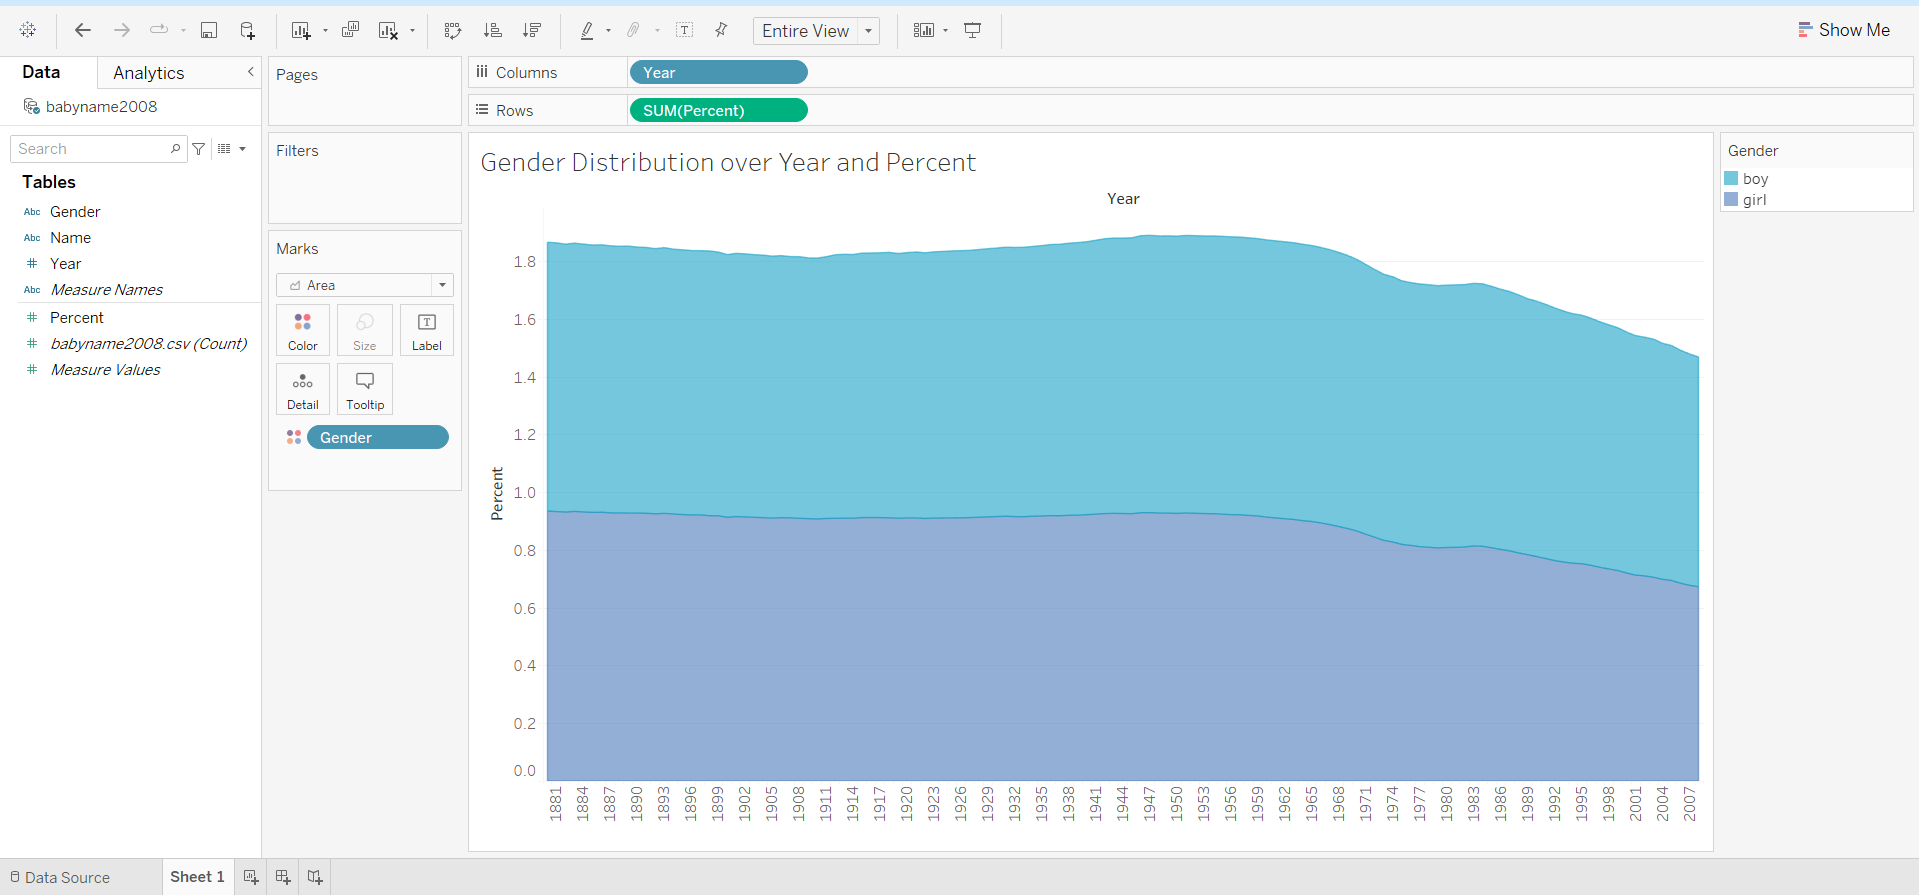 Entire View
Show Me
Data
Analytics
babyname2008
Search
Tables
Abc Gender
Abc Name
# Year
Abc Measure Names
# Percent
# babyname2008.csv (Count)
# Measure Values
Pages
Filters
Marks
Area
Color
Size
T
Label
Detail
Tooltip
Gender
Columns
Year
Rows
SUM(Percent)
Gender Distribution over Year and Percent
Year
Percent
1.8
1.6
1.4
1.2
1.0
0.8
0.6
0.4
0.2
0.0
1881
1884
1887
1890
1893
1896
1899
1902
1905
1908
1911
1914
1917
1920
1923
1926
1929
1932
1935
1938
1941
1944
1947
1950
1953
1956
1959
1962
1965
1968
1971
1974
1977
1980
1983
1986
1989
1992
1995
1998
2001
2004
2007
Gender
boy
girl
Data Source
Sheet 1